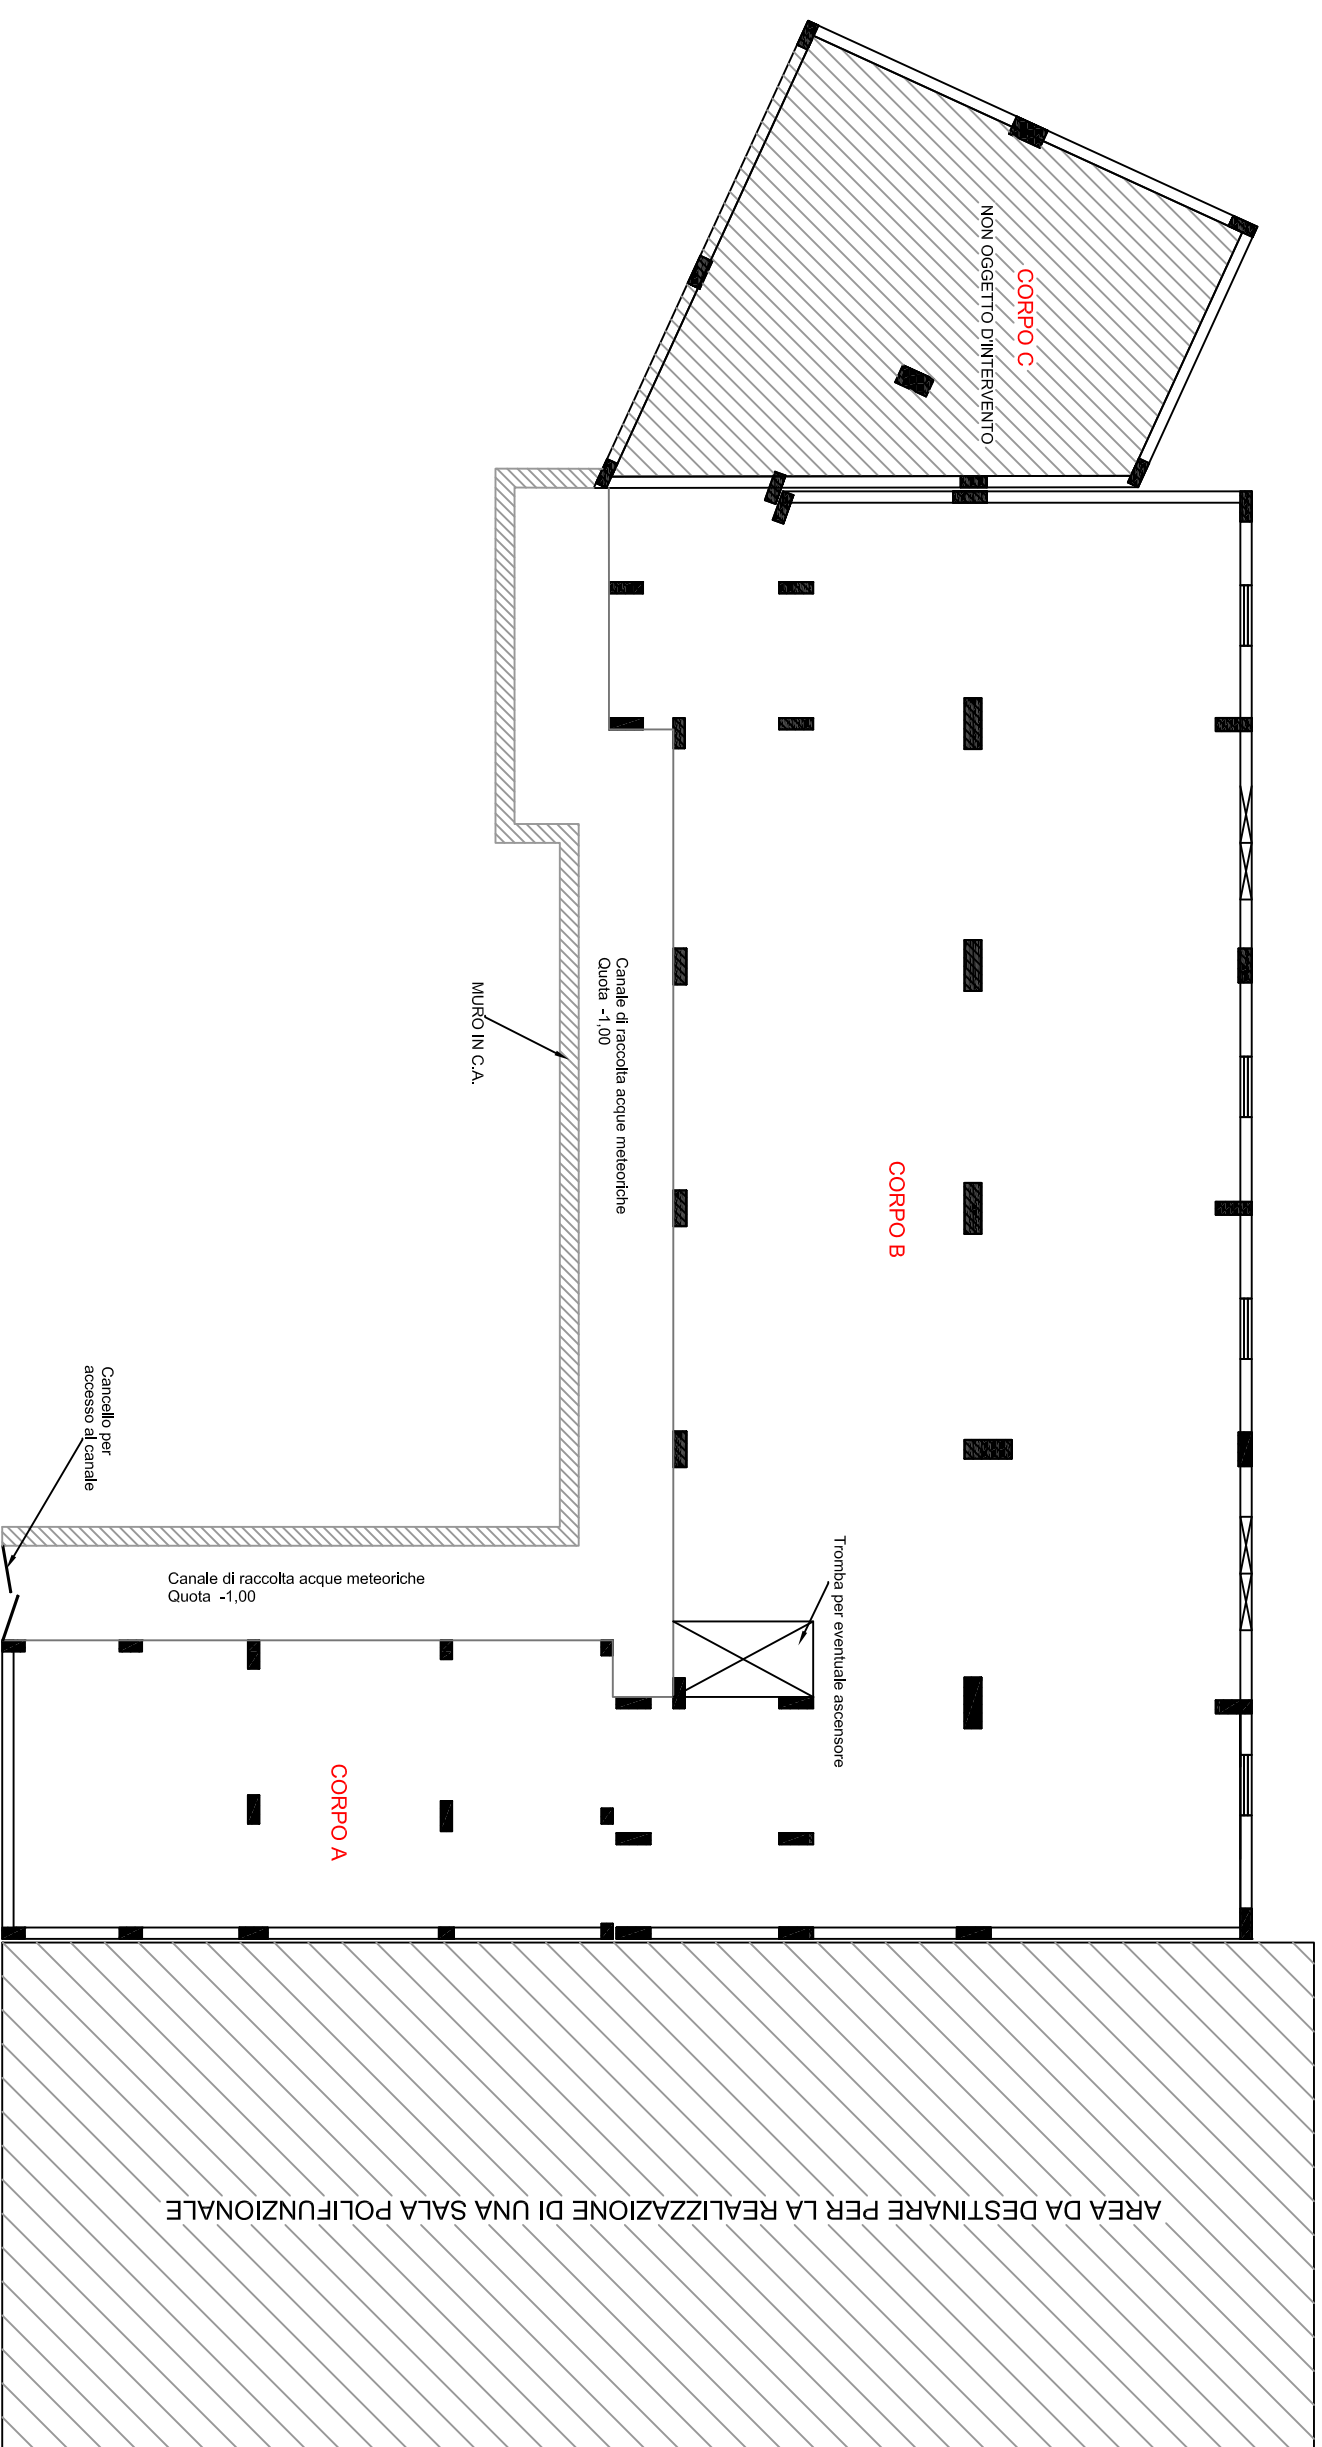 CORPO C
NON OGGETTO D'INTERVENTO
Canale di raccolta acque meteoriche
Quota -1,00
MURO IN C.A.
CORPO B
Cancello per
accesso al canale
Tromba per eventuale ascensore
Canale di raccolta acque meteoriche
Quota -1,00
CORPO A
AREA DA DESTINARE PER LA REALIZZAZIONE DI UNA SALA POLIFUNZIONALE